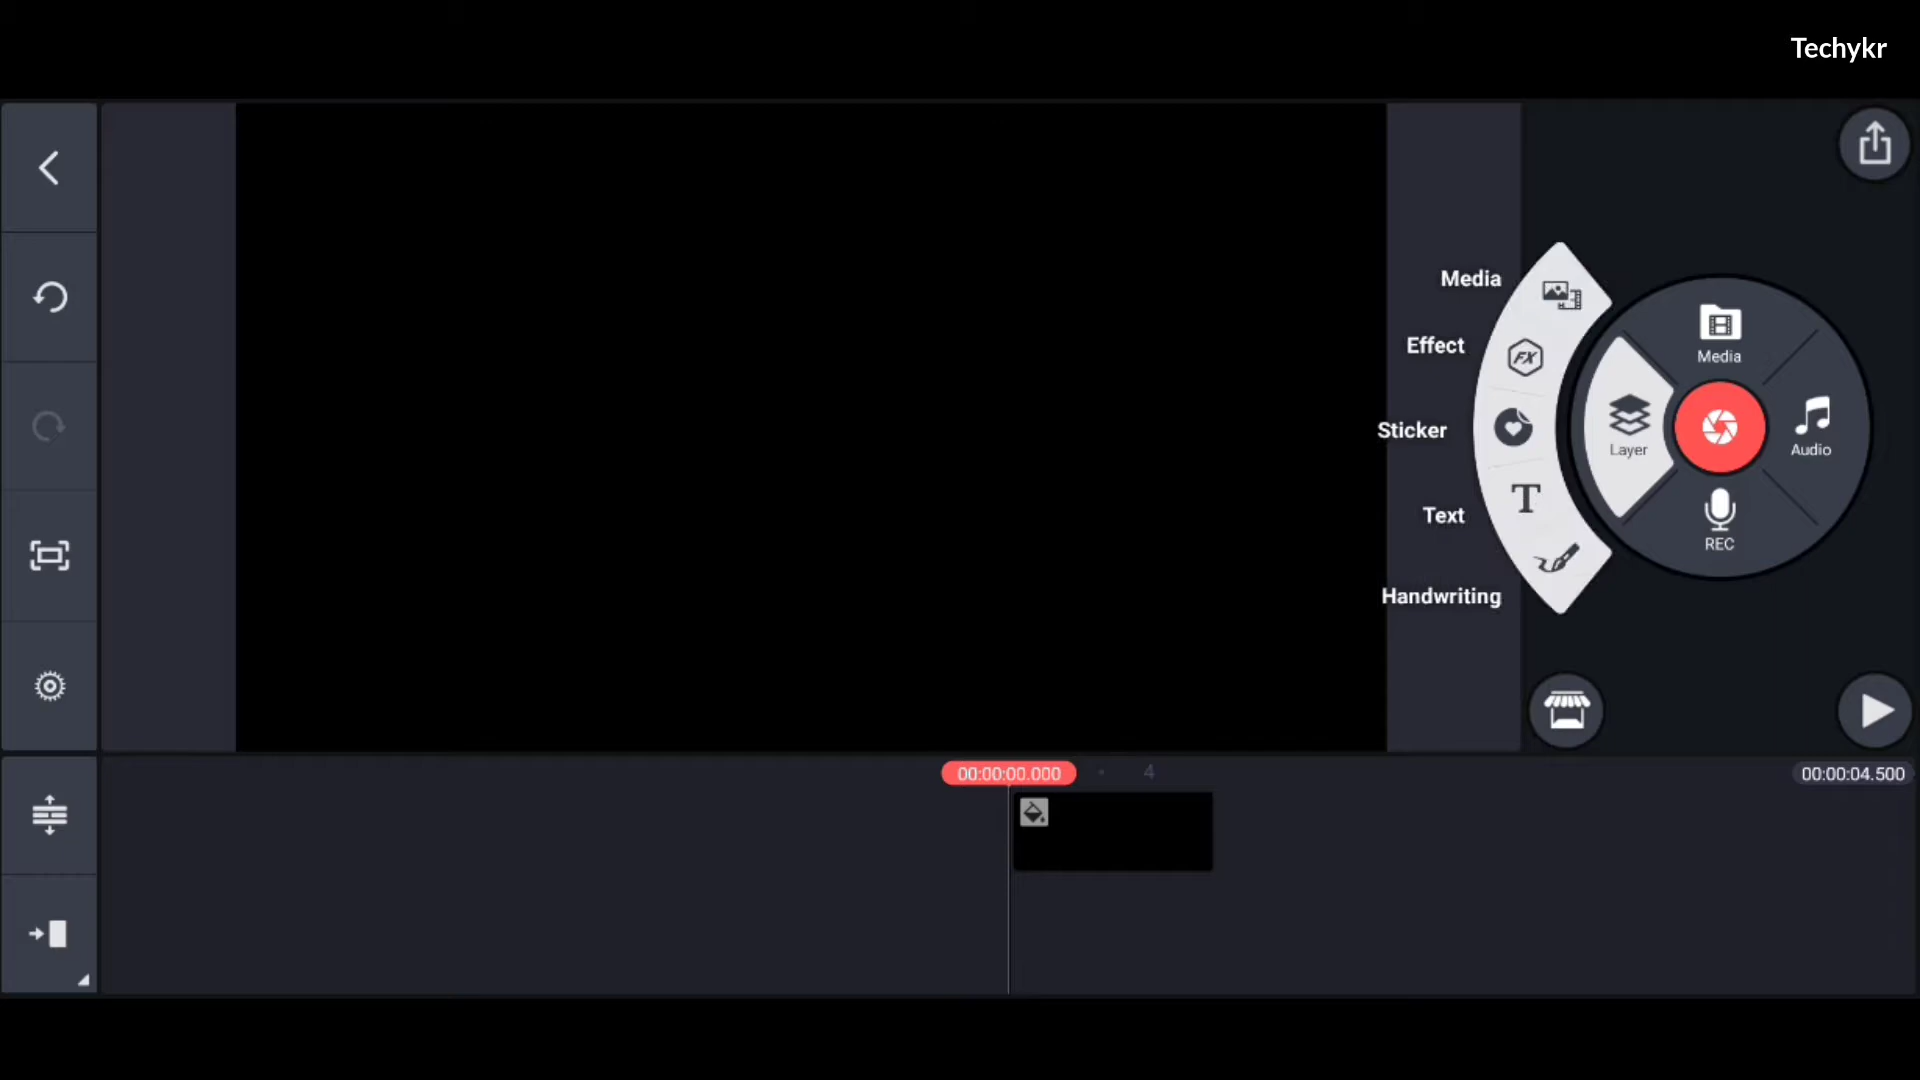 Techykr
Media
Effect
Sticker
Text
Handwriting
Media
Layer
Audio
REC
00:00:00.000
4
00:00:04.500